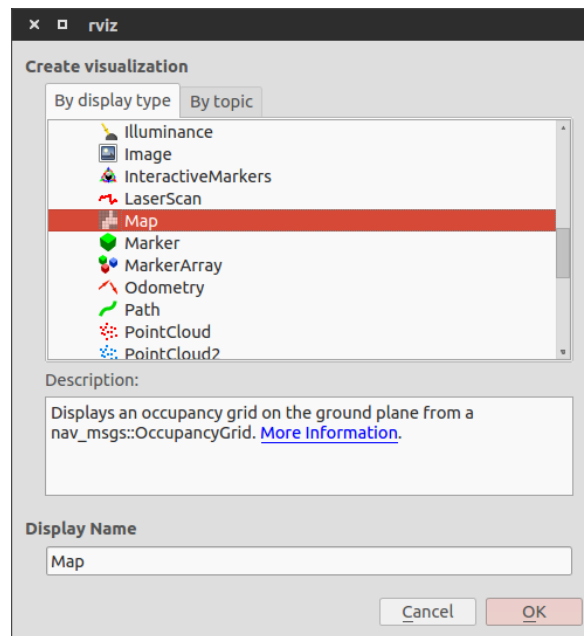 rviz
Create visualization
By display type
By topic
Illuminance
Image
InteractiveMarkers
LaserScan
Map
Marker
MarkerArray
Odometry
Path
PointCloud
PointCloud2
Description:
Displays an occupancy grid on the ground plane from a
nav_msgs::OccupancyGrid. More Information.
Display Name
Map
Cancel
OK